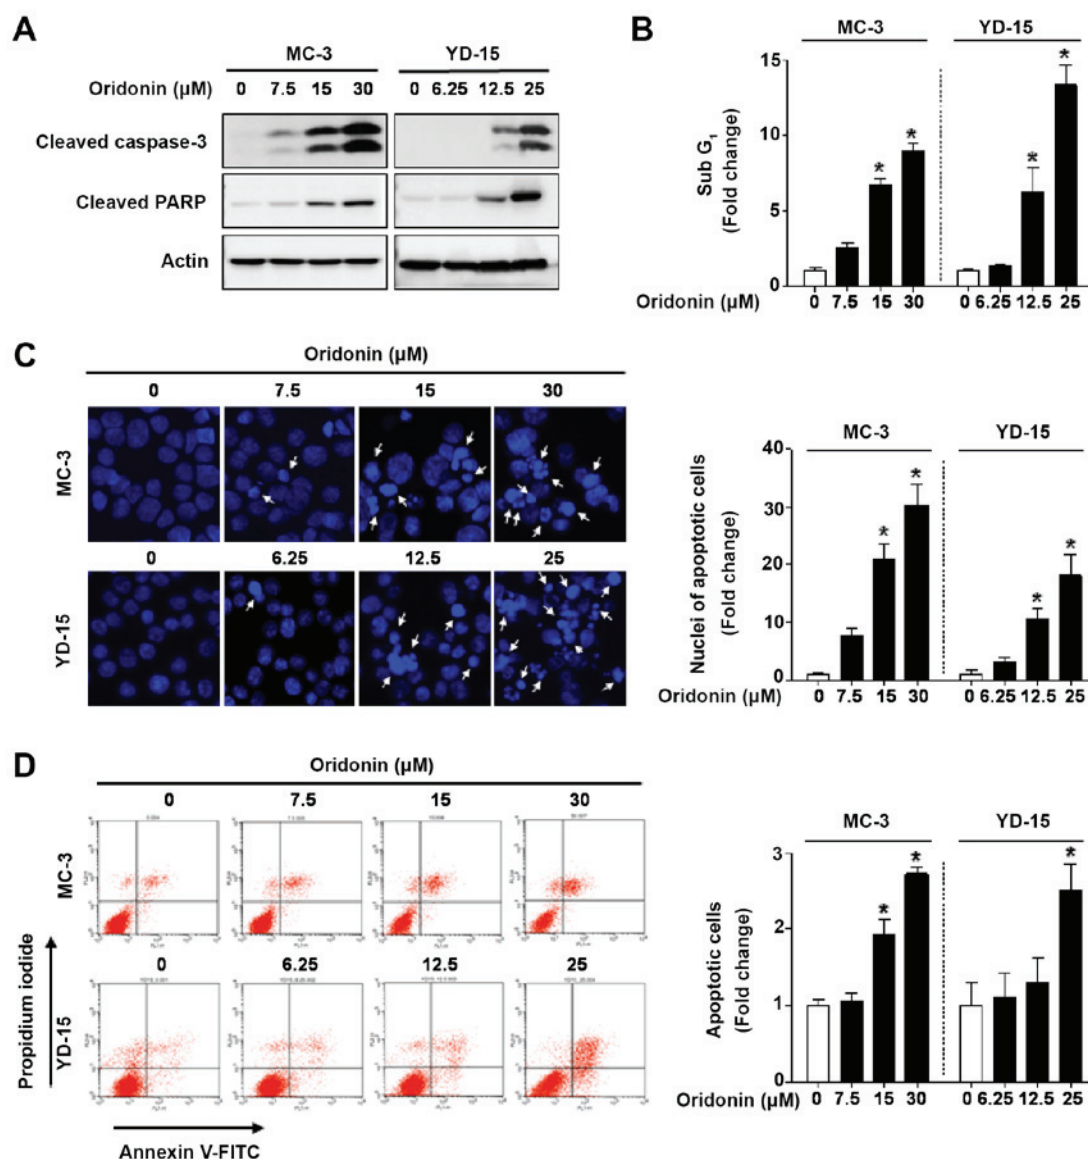 A
MC-3 YD-15
Oridonin (µM) 0 7.5 15 30 0 6.25 12.5 25
Cleaved caspase-3
Cleaved PARP
Actin
B
MC-3 YD-15
15
10
5
0
Sub G1
(Fold change)
Oridonin (µM) 0 7.5 15 30 0 6.25 12.5 25
* * * *
C
Oridonin (µM)
0 7.5 15 30
MC-3
0 6.25 12.5 25
YD-15
MC-3 YD-15
40
30
20
10
0
Nuclei of apoptotic cells
(Fold change)
Oridonin (µM) 0 7.5 15 30 0 6.25 12.5 25
* * * *
D
Oridonin (µM)
0 7.5 15 30
MC-3
0 6.25 12.5 25
YD-15
Propidium iodide
Annexin V-FITC
MC-3 YD-15
3
2
1
0
Apoptotic cells
(Fold change)
Oridonin (µM) 0 7.5 15 30 0 6.25 12.5 25
* * *